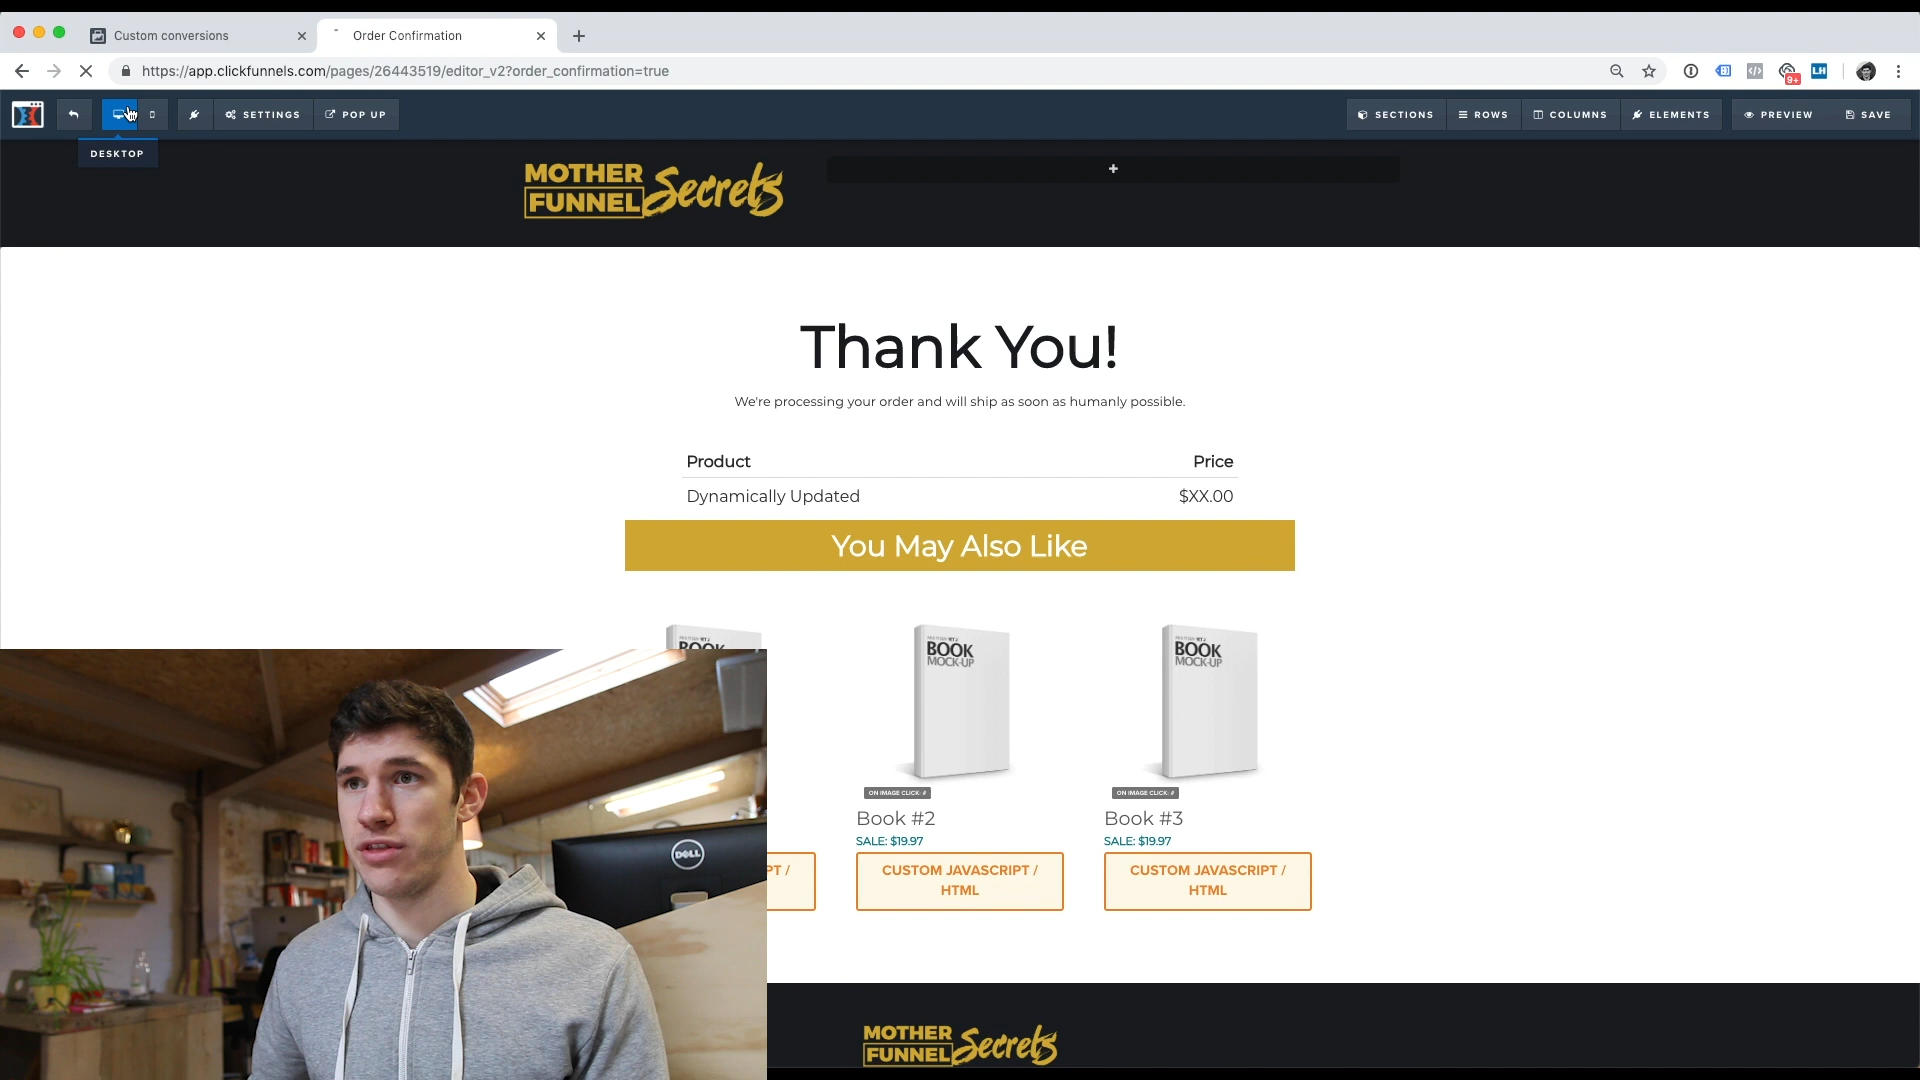 Custom conversions
Order Confirmation
https://app.clickfunnels.com/pages/26443519/editor_v2?order_confirmation=true
9+
LH
SETTINGS
POP UP
SECTIONS
ROWS
COLUMNS
ELEMENTS
PREVIEW
SAVE
DESKTOP
MOTHER
FUNNEL
Secrets
+
Thank You!
We're processing your order and will ship as soon as humanly possible.
Product Price
Dynamically Updated $XX.00
You May Also Like
BOOK
BOOK
MOCK-UP
BOOK
MOCK-UP
ON IMAGE CLICK: #
ON IMAGE CLICK: #
Book #2
Book #3
SALE: $19.97
SALE: $19.97
PT /
CUSTOM JAVASCRIPT /
HTML
CUSTOM JAVASCRIPT /
HTML
DELL
MOTHER
FUNNEL
Secrets